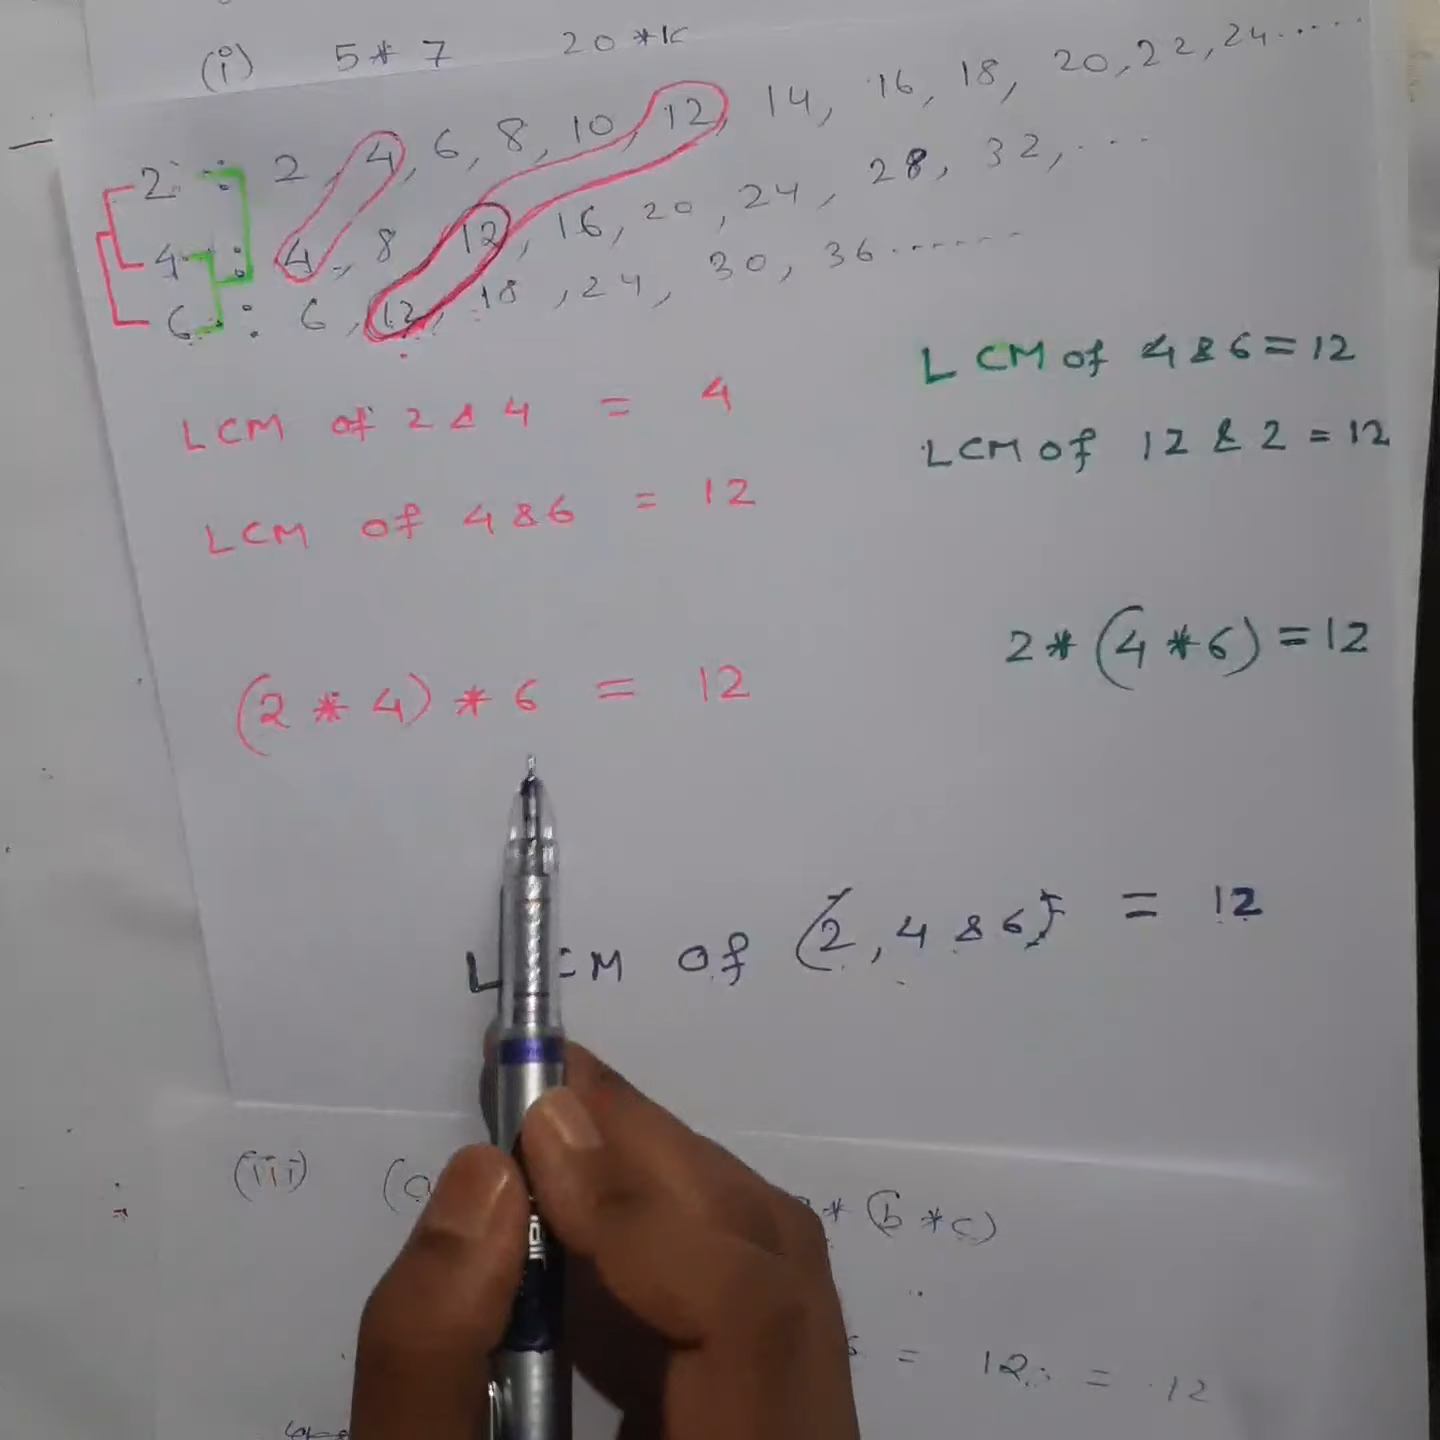 (i) 5 * 7 20 * 16
2 : 2, 4, 6, 8, 10, 12, 14, 16, 18, 20, 22, 24.....
4 : 4, 8, 12, 16, 20, 24, 28, 32, ...
6 : 6, 12, 18, 24, 30, 36......
LCM of 2 & 4 = 4
LCM of 4 & 6 = 12
LCM of 4 & 6 = 12
LCM of 12 & 2 = 12
(2 * 4) * 6 = 12
2 * (4 * 6) = 12
LCM of (2, 4 & 6) = 12
(iii) (a * (b * c)
= 12 = 12